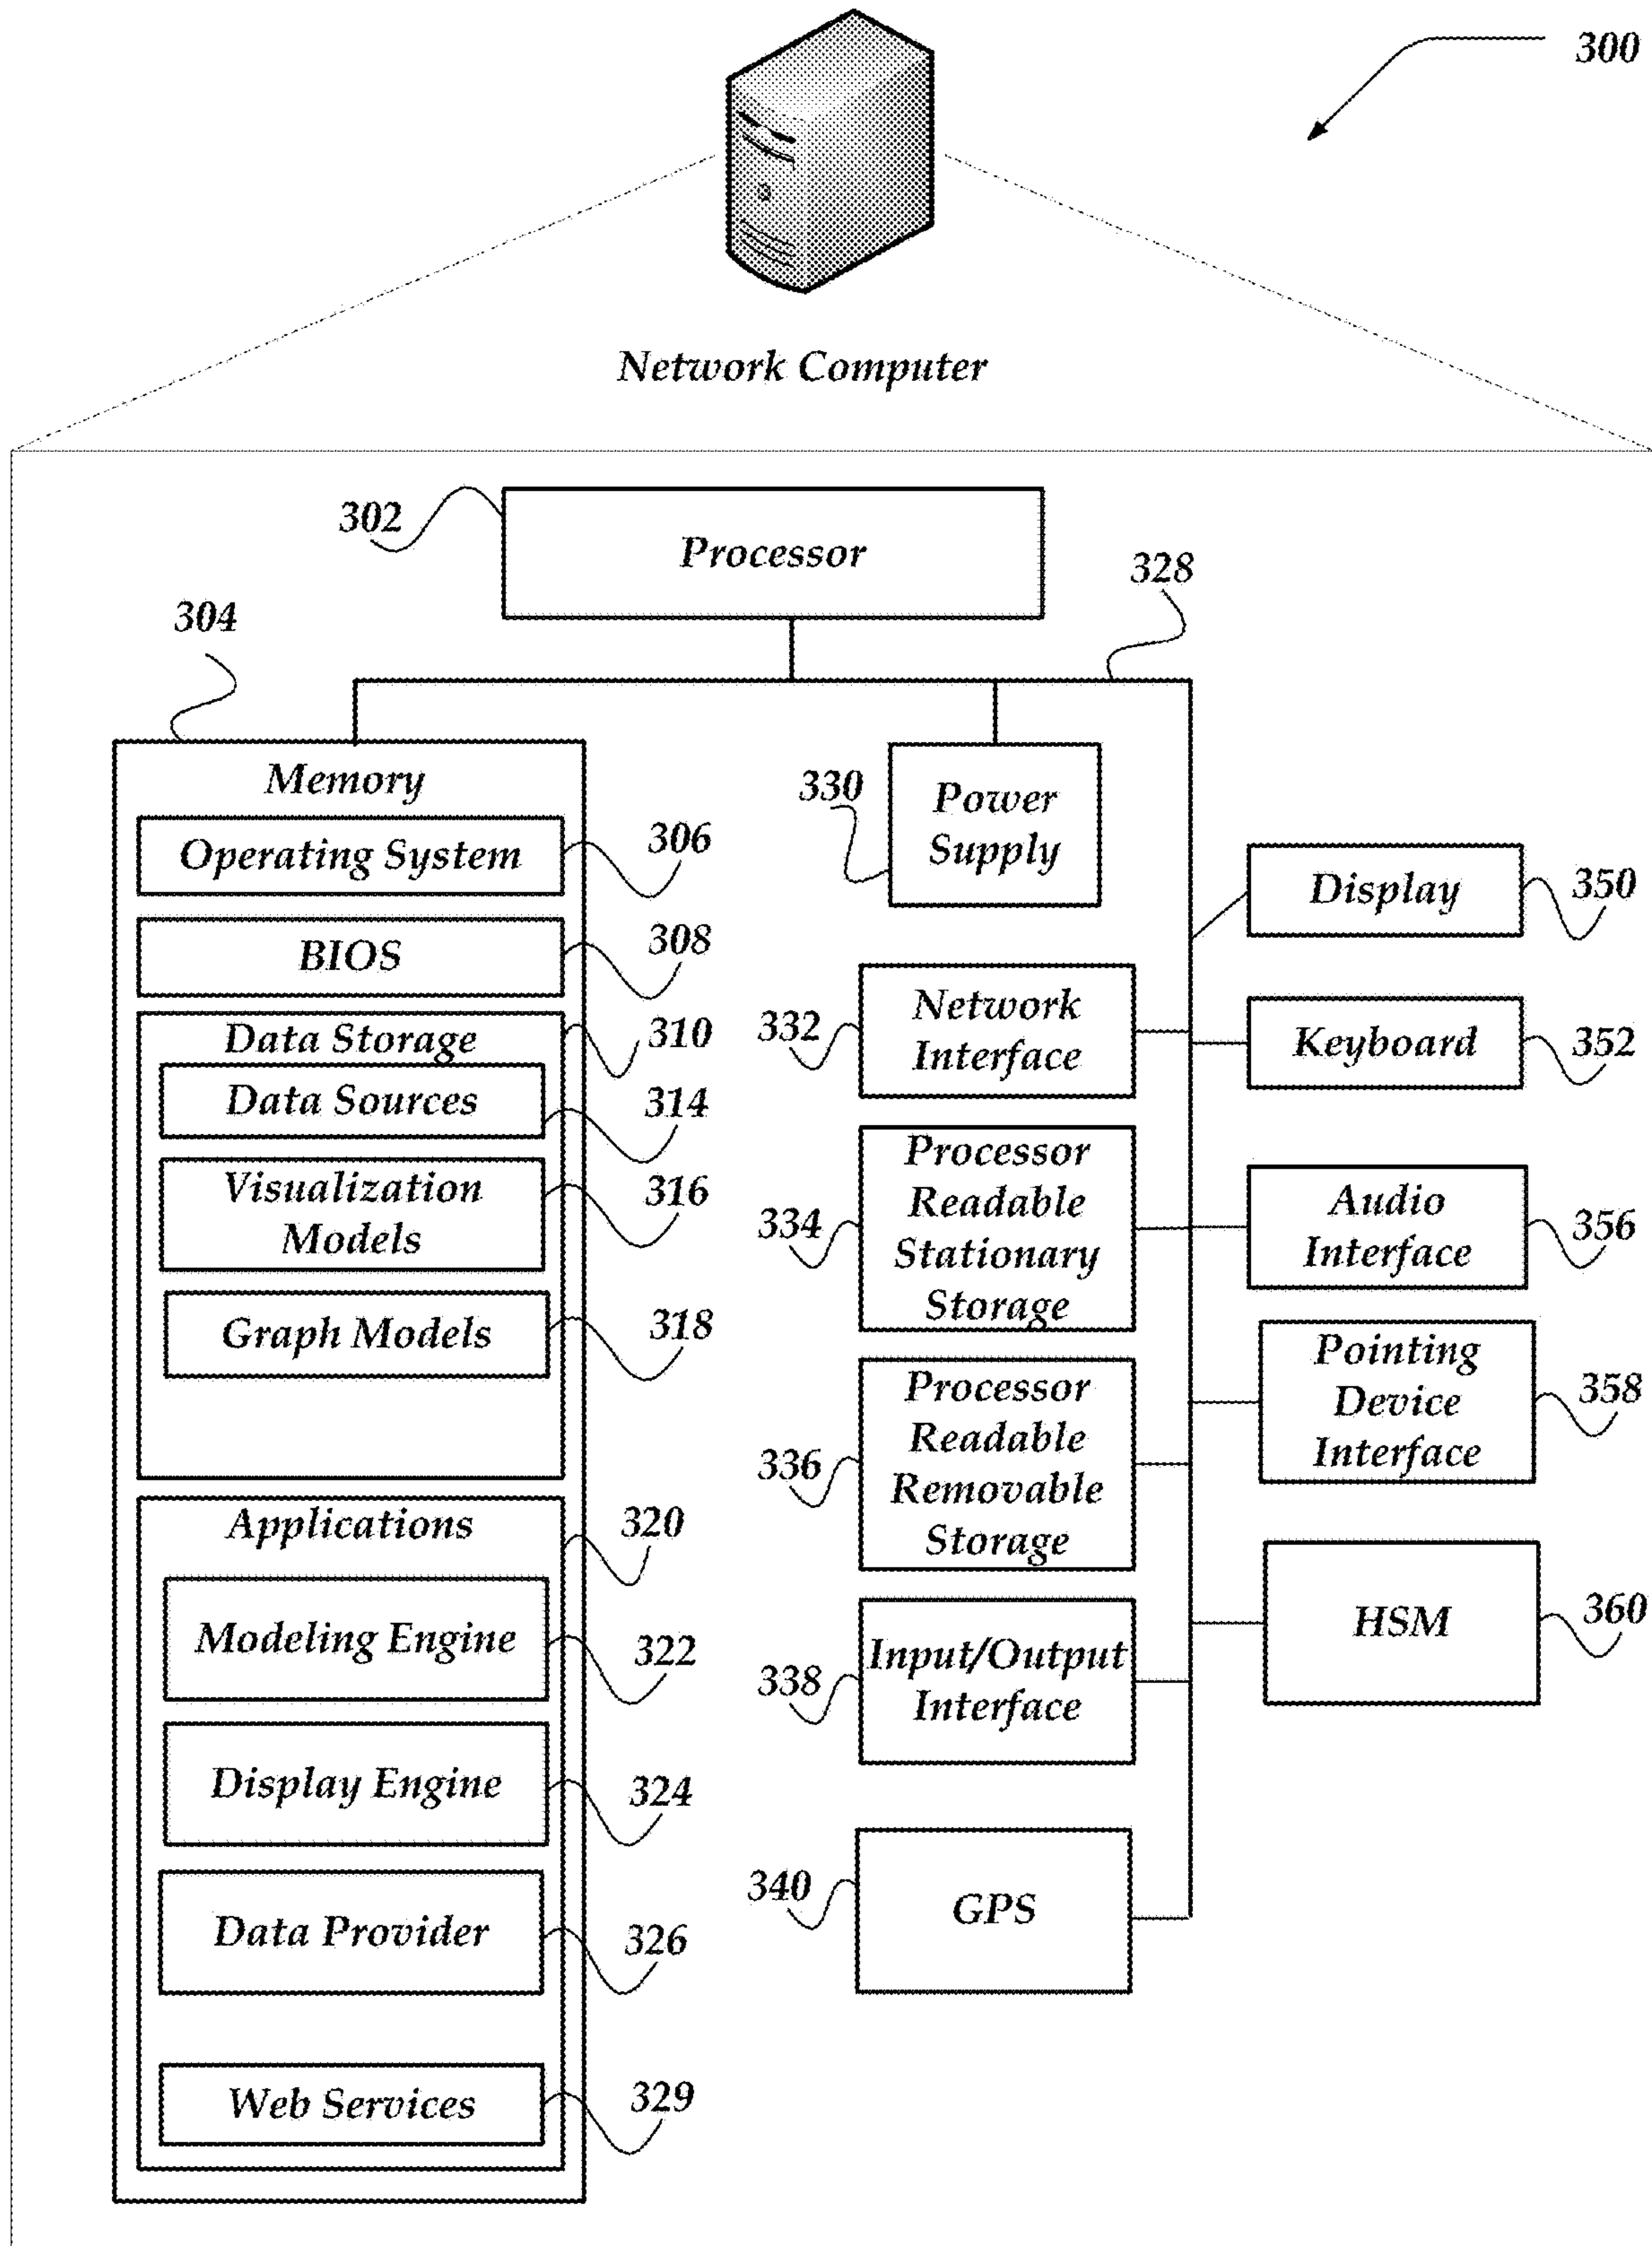 300
Network Computer
302
Processor
328
304
Memory
Operating System
306
BIOS
308
Data Storage
310
Data Sources
314
Visualization
Models
316
Graph Models
318
Applications
320
Modeling Engine
322
Display Engine
324
Data Provider
326
Web Services
329
330
Power
Supply
332
Network
Interface
334
Processor
Readable
Stationary
Storage
336
Processor
Readable
Removable
Storage
338
Input/Output
Interface
340
GPS
Display
350
Keyboard
352
Audio
Interface
356
Pointing
Device
Interface
358
HSM
360